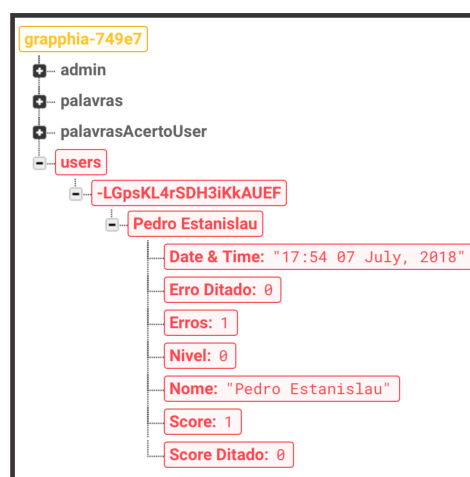 grapphia-749e7
admin
palavras
palavrasAcertoUser
users
-LGpsKL4rSDH3iKkAUEF
Pedro Estanislau
Date & Time: "17:54 07 July, 2018"
Erro Ditado: 0
Erros: 1
Nivel: 0
Nome: "Pedro Estanislau"
Score: 1
Score Ditado: 0